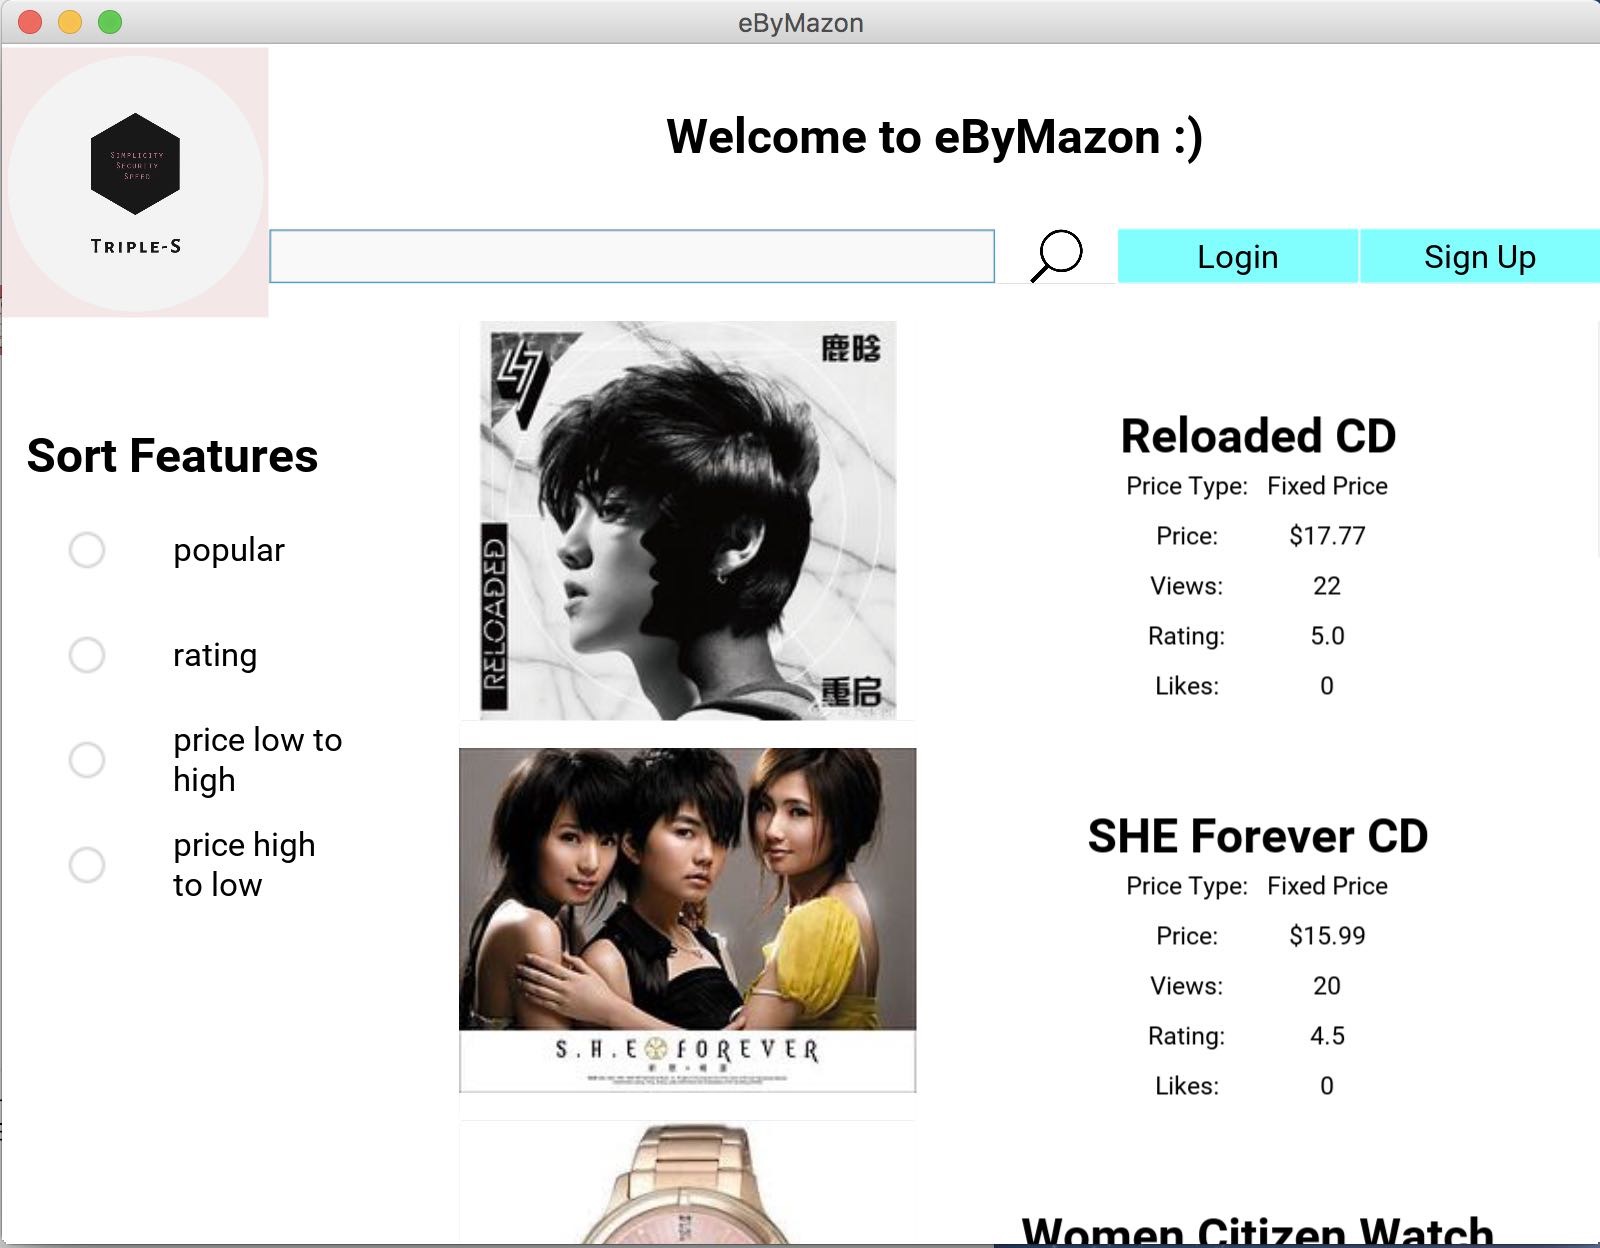 eByMazon
SIMPLICITY
SECURITY
SPEED
TRIPLE-S
Welcome to eByMazon :)
Login
Sign Up
Sort Features
popular
rating
price low to
high
price high
to low
鹿晗
RELOADED
重启
Reloaded CD
Price Type: Fixed Price
Price: $17.77
Views: 22
Rating: 5.0
Likes: 0
S.H.E FOREVER
SHE Forever CD
Price Type: Fixed Price
Price: $15.99
Views: 20
Rating: 4.5
Likes: 0
Women Citizen Watch